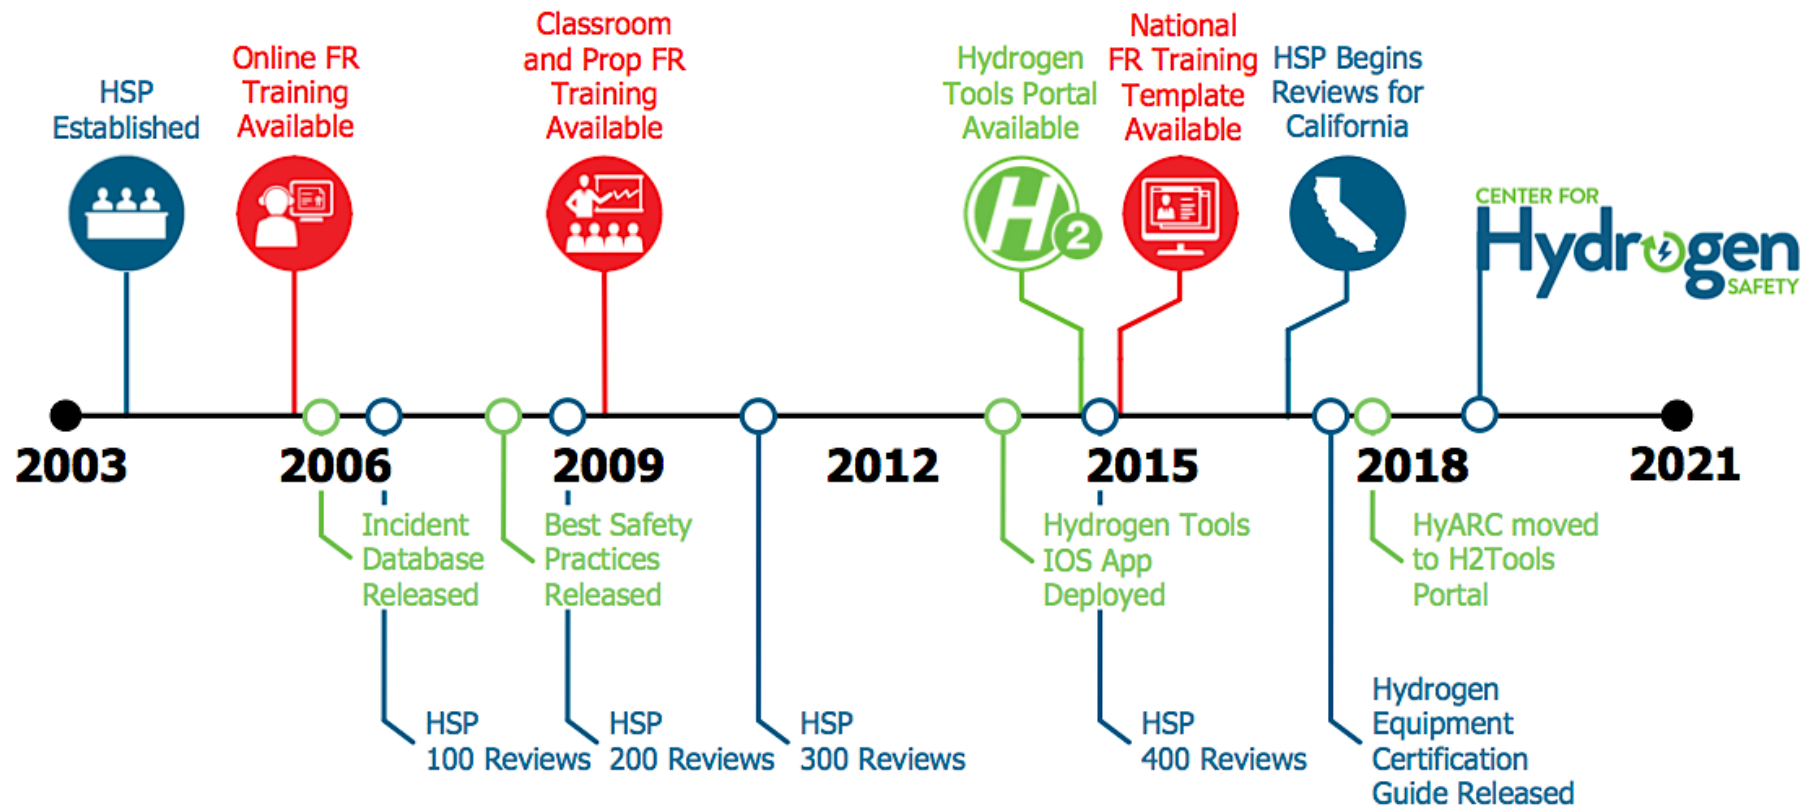 HSP
Established
Online FR
Training
Available
Classroom
and Prop FR
Training
Available
Hydrogen
Tools Portal
Available
National
FR Training
Template
Available
HSP Begins
Reviews for
California
H2
CENTER FOR
Hydrogen
SAFETY
2003
2006
2009
2012
2015
2018
2021
Incident
Database
Released
Best Safety
Practices
Released
Hydrogen Tools
IOS App
Deployed
HyARC moved
to H2Tools
Portal
HSP
100 Reviews
HSP
200 Reviews
HSP
300 Reviews
HSP
400 Reviews
Hydrogen
Equipment
Certification
Guide Released